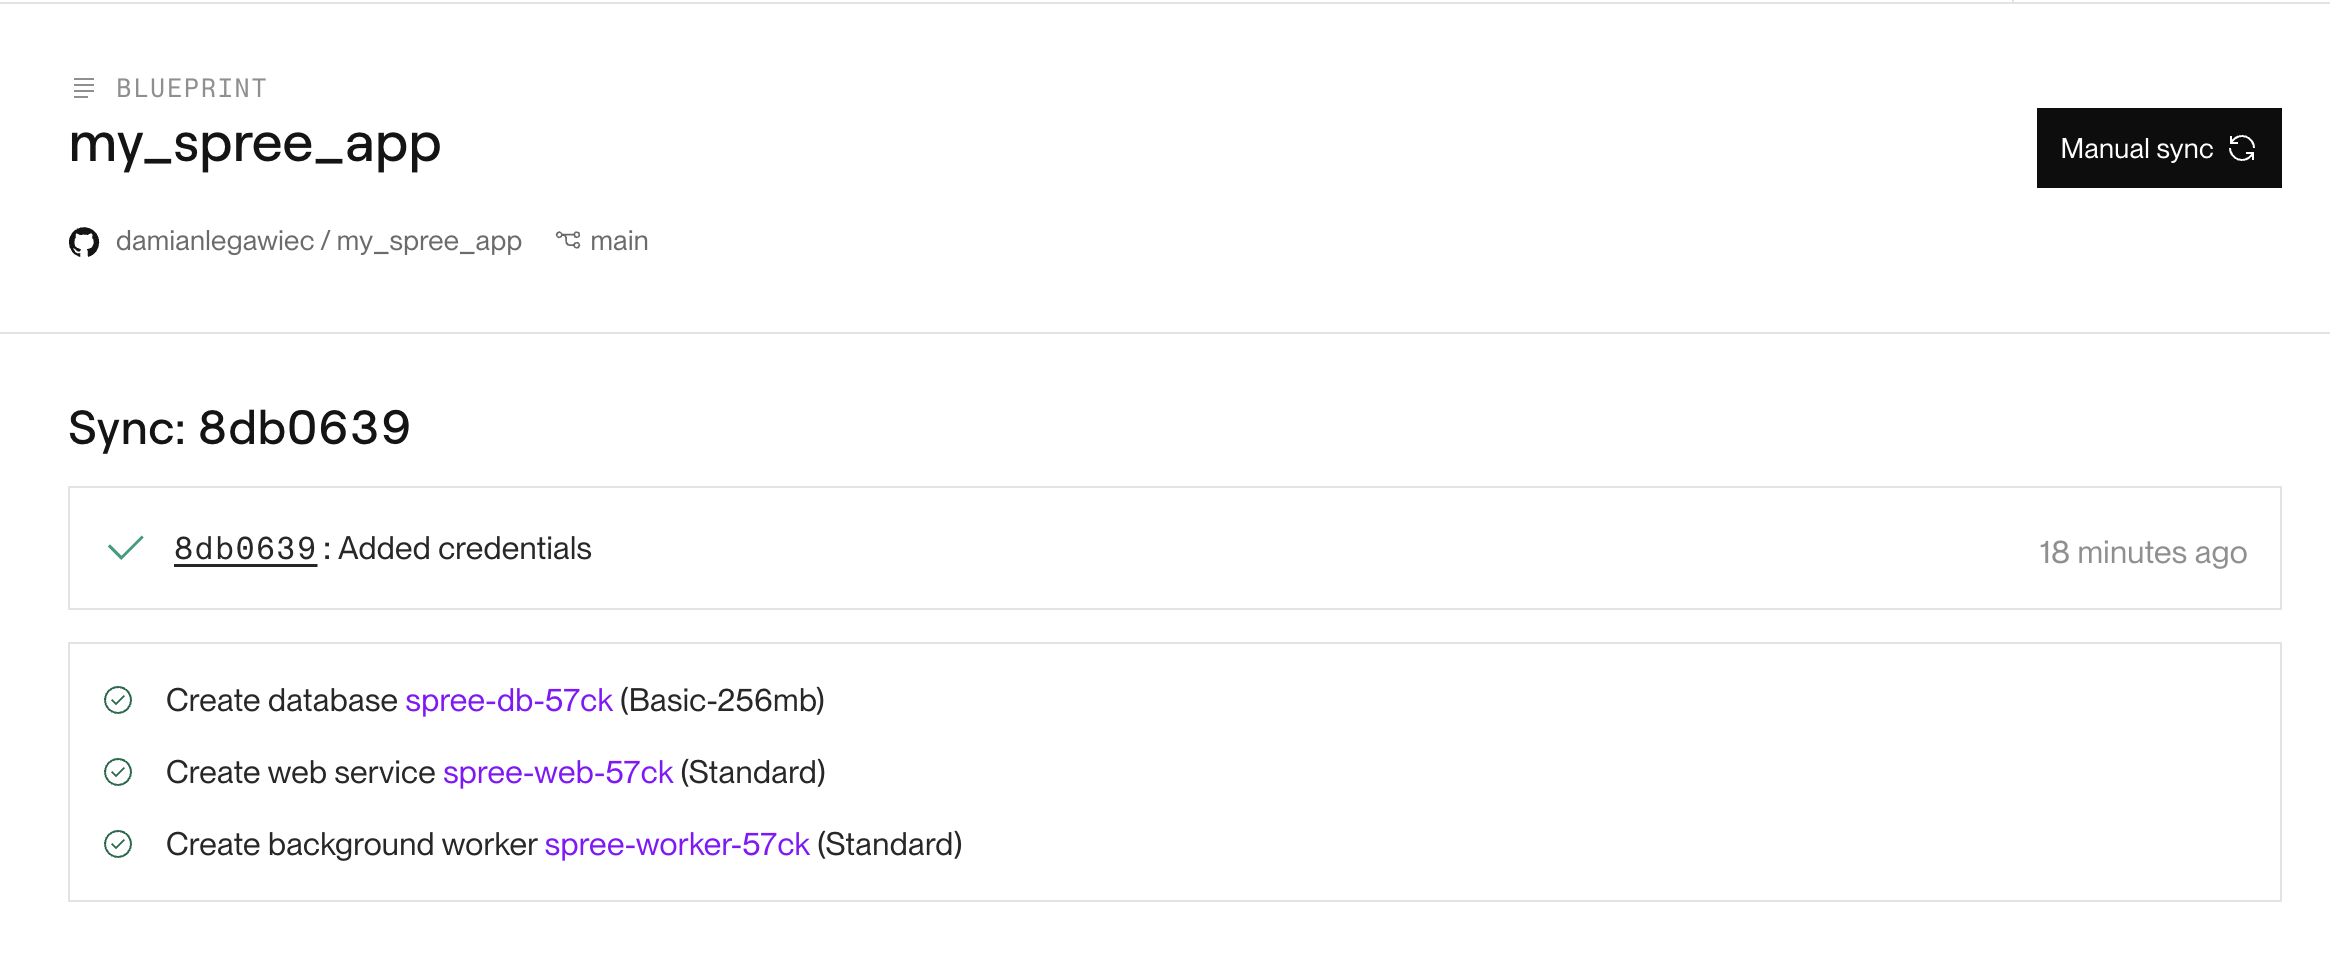 BLUEPRINT
my_spree_app
Manual sync
damianlegawiec / my_spree_app main
Sync: 8db0639
8db0639: Added credentials
18 minutes ago
Create database spree-db-57ck (Basic-256mb)
Create web service spree-web-57ck (Standard)
Create background worker spree-worker-57ck (Standard)